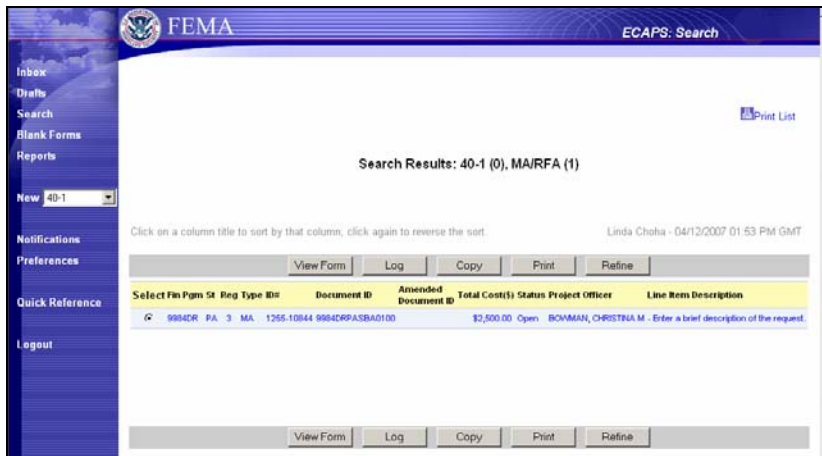 FEMA
ECAPS: Search
Inbox
Drafts
Search
Blank Forms
Reports
New 40-1
Notifications
Preferences
Quick Reference
Logout
Print List
Search Results: 40-1 (0), MA/RFA (1)
Click on a column title to sort by that column; click again to reverse the sort.
Linda Choha - 04/12/2007 01:53 PM GMT
View Form Log Copy Print Refine
Select Fin Pgm St Reg Type ID# Document ID Amended Document ID Total Cost($) Status Project Officer Line Item Description
9984DR PA 3 MA 1255-10844 9984DRPASBA0100 $2,500.00 Open BOWMAN, CHRISTINA M - Enter a brief description of the request.
View Form Log Copy Print Refine